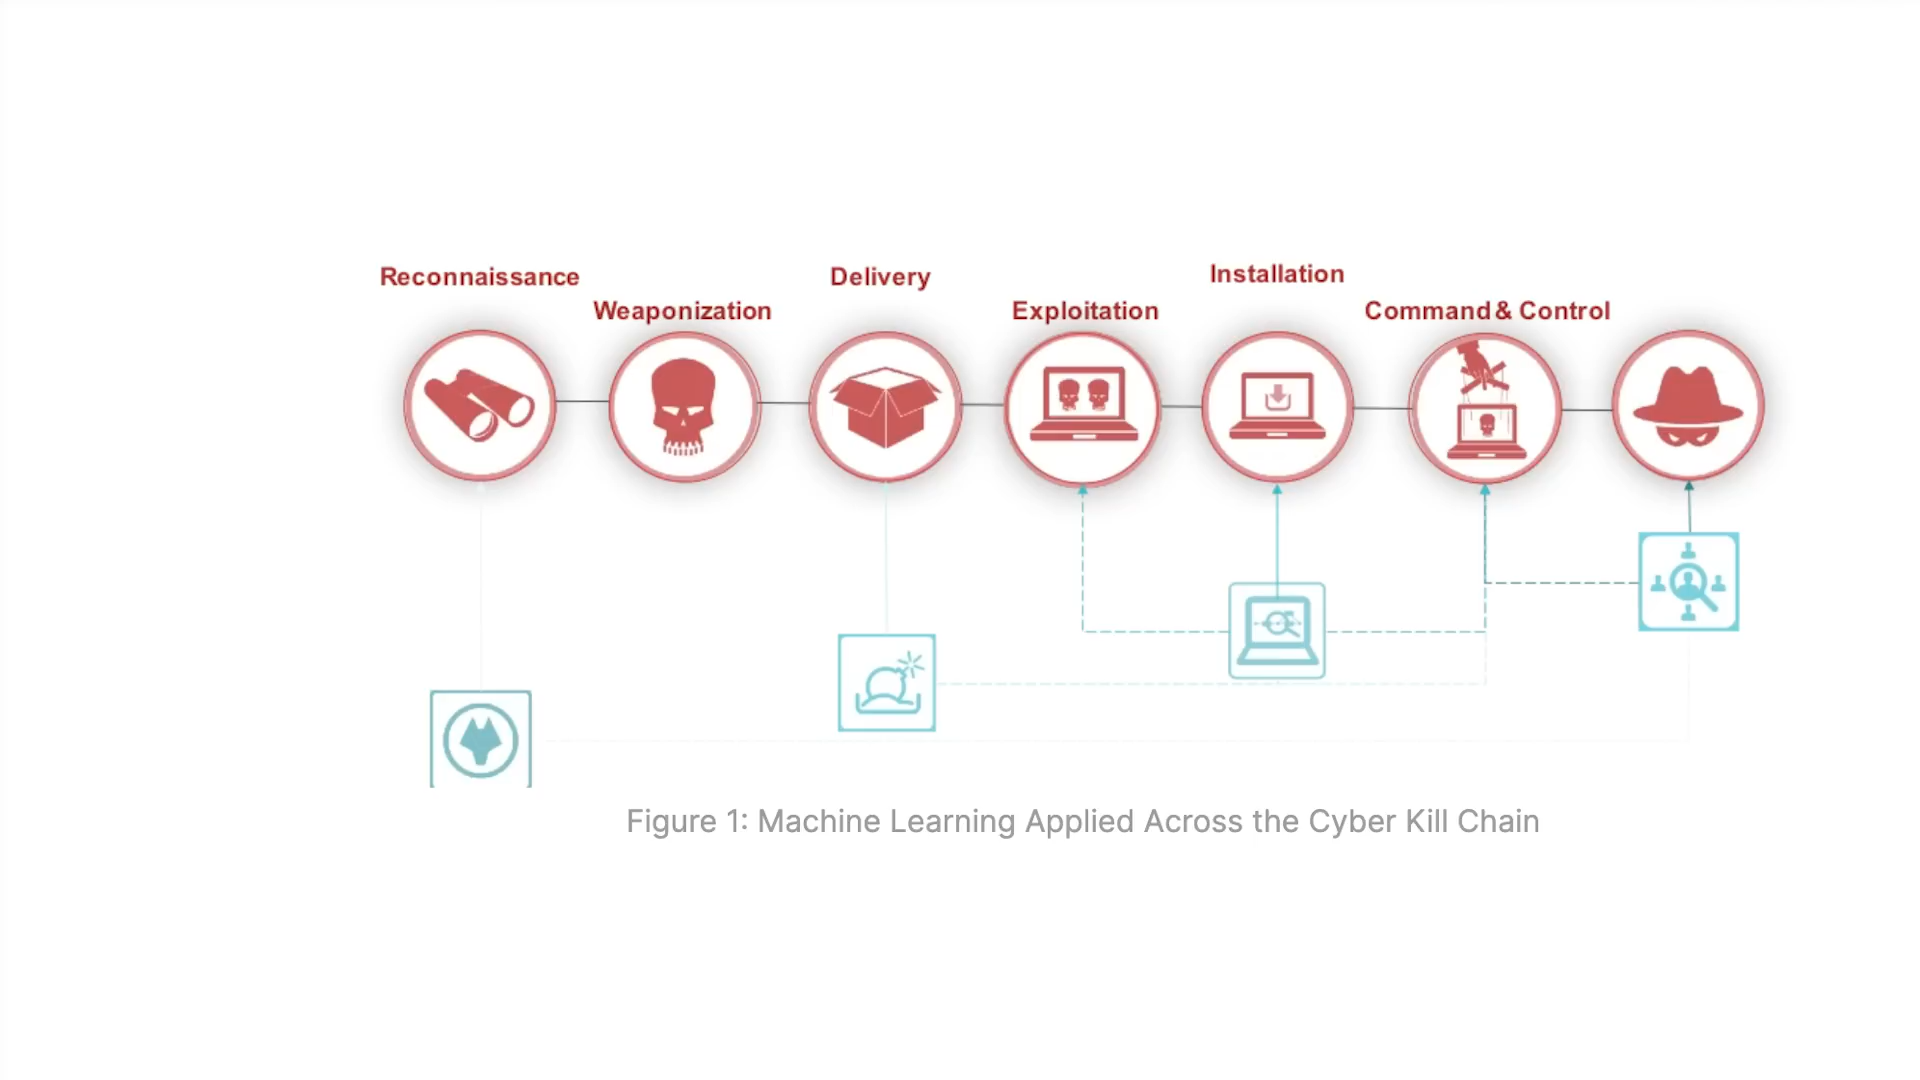 Reconnaissance
Weaponization
Delivery
Exploitation
Installation
Command & Control
Figure 1: Machine Learning Applied Across the Cyber Kill Chain